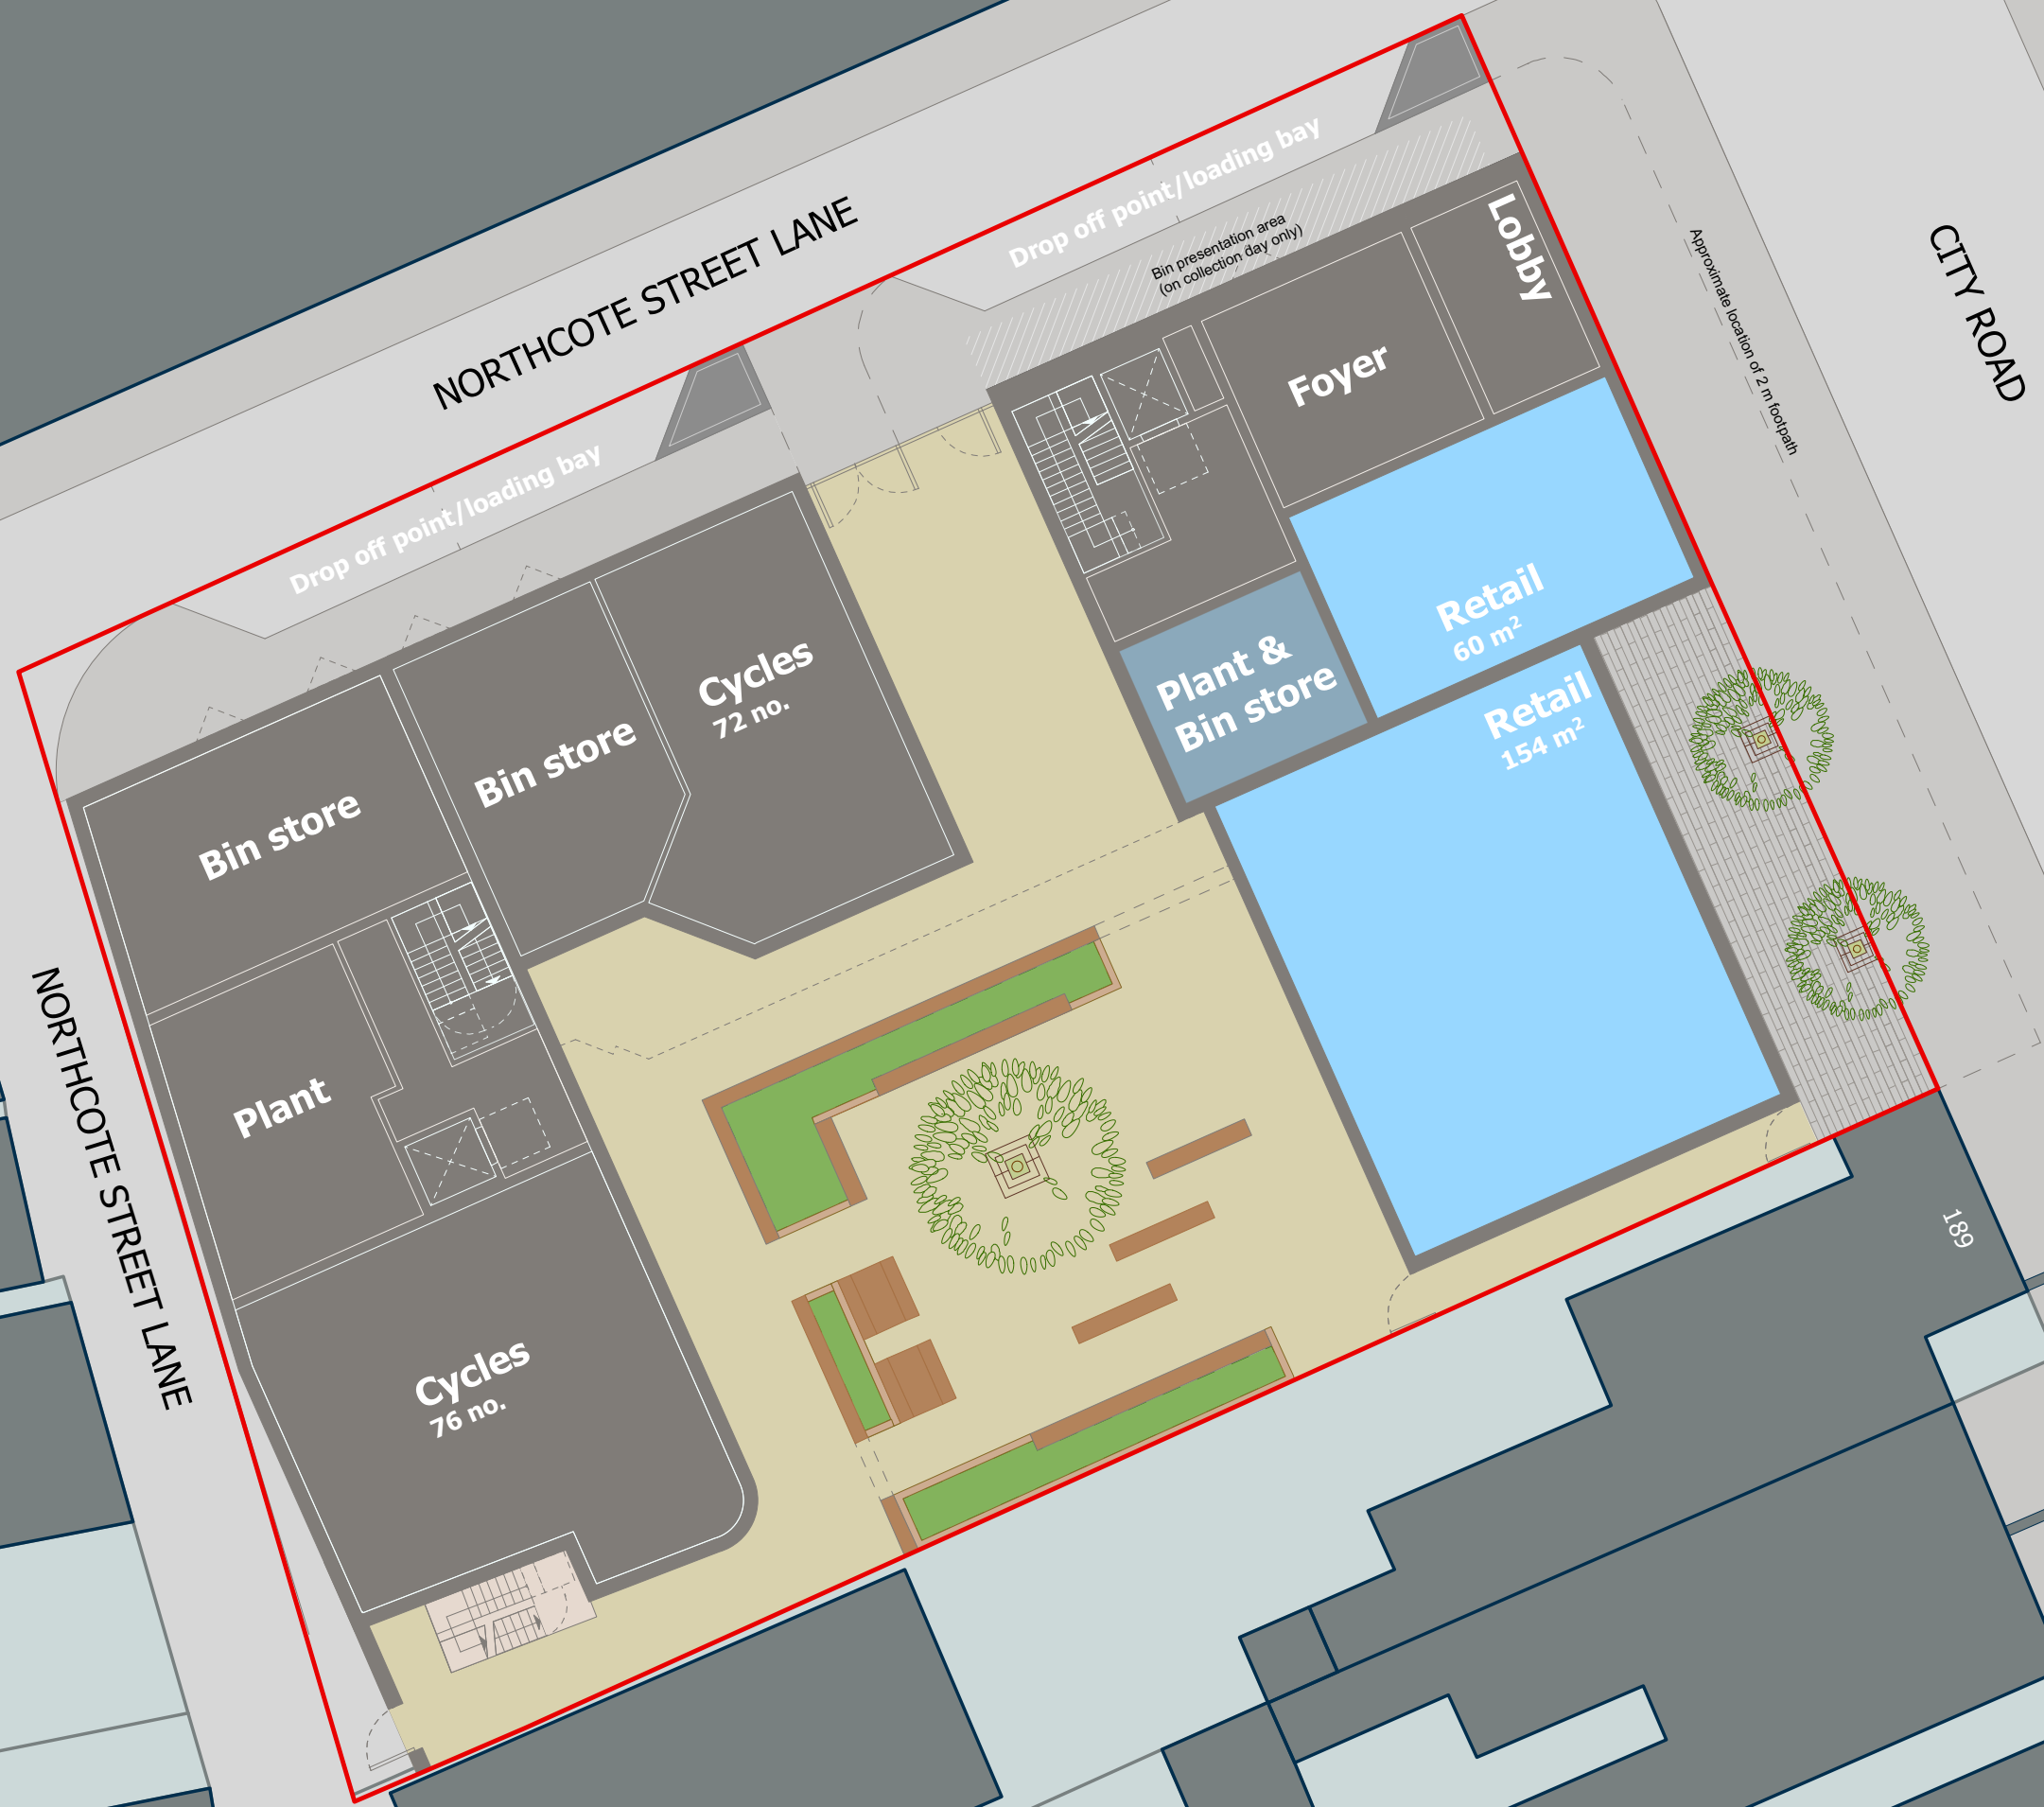 NORTHCOTE STREET LANE
Drop off point/loading bay
Bin presentation area
(on collection day only)
Drop off point/loading bay
Lobby
Foyer
CITY ROAD
Approximate location of 2 m footpath
Retail
60 m²
Plant &
Bin store
Retail
154 m²
Cycles
72 no.
Bin store
Bin store
Plant
Cycles
76 no.
NORTHCOTE STREET LANE
189